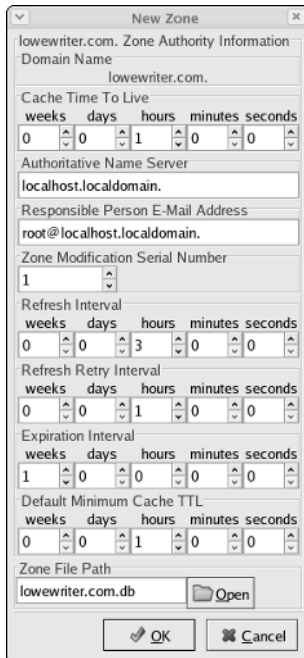 New Zone
lowewriter.com. Zone Authority Information
Domain Name
lowewriter.com.
Cache Time To Live
weeks days hours minutes seconds
0 0 1 0 0
Authoritative Name Server
localhost.localdomain.
Responsible Person E-Mail Address
root@localhost.localdomain.
Zone Modification Serial Number
1
Refresh Interval
weeks days hours minutes seconds
0 0 3 0 0
Refresh Retry Interval
weeks days hours minutes seconds
0 0 1 0 0
Expiration Interval
weeks days hours minutes seconds
1 0 0 0 0
Default Minimum Cache TTL
weeks days hours minutes seconds
0 0 1 0 0
Zone File Path
lowewriter.com.db Open
OK Cancel